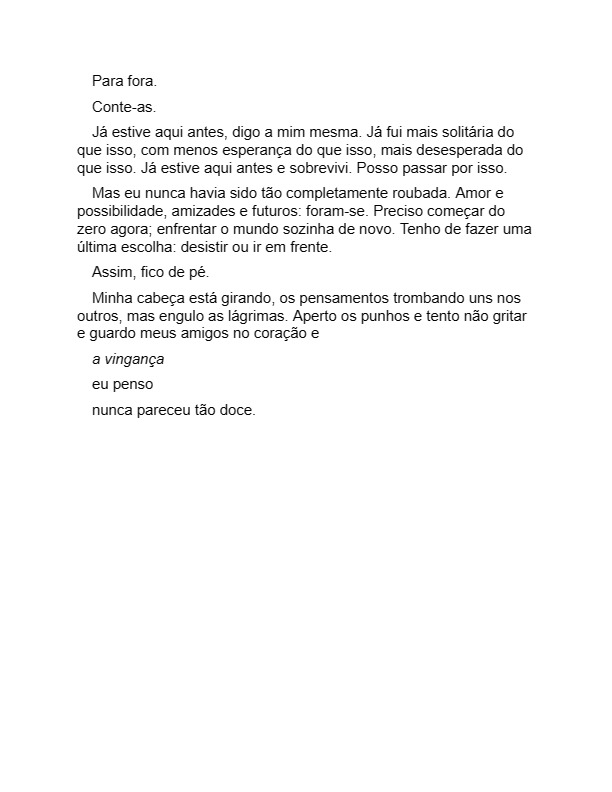 Para fora.
Conte-as.
Já estive aqui antes, digo a mim mesma. Já fui mais solitária do
que isso, com menos esperança do que isso, mais desesperada do
que isso. Já estive aqui antes e sobrevivi. Posso passar por isso.
Mas eu nunca havia sido tão completamente roubada. Amor e
possibilidade, amizades e futuros: foram-se. Preciso começar do
zero agora; enfrentar o mundo sozinha de novo. Tenho de fazer uma
última escolha: desistir ou ir em frente.
Assim, fico de pé.
Minha cabeça está girando, os pensamentos trombando uns nos
outros, mas engulo as lágrimas. Aperto os punhos e tento não gritar
e guardo meus amigos no coração e
a vingança
eu penso
nunca pareceu tão doce.